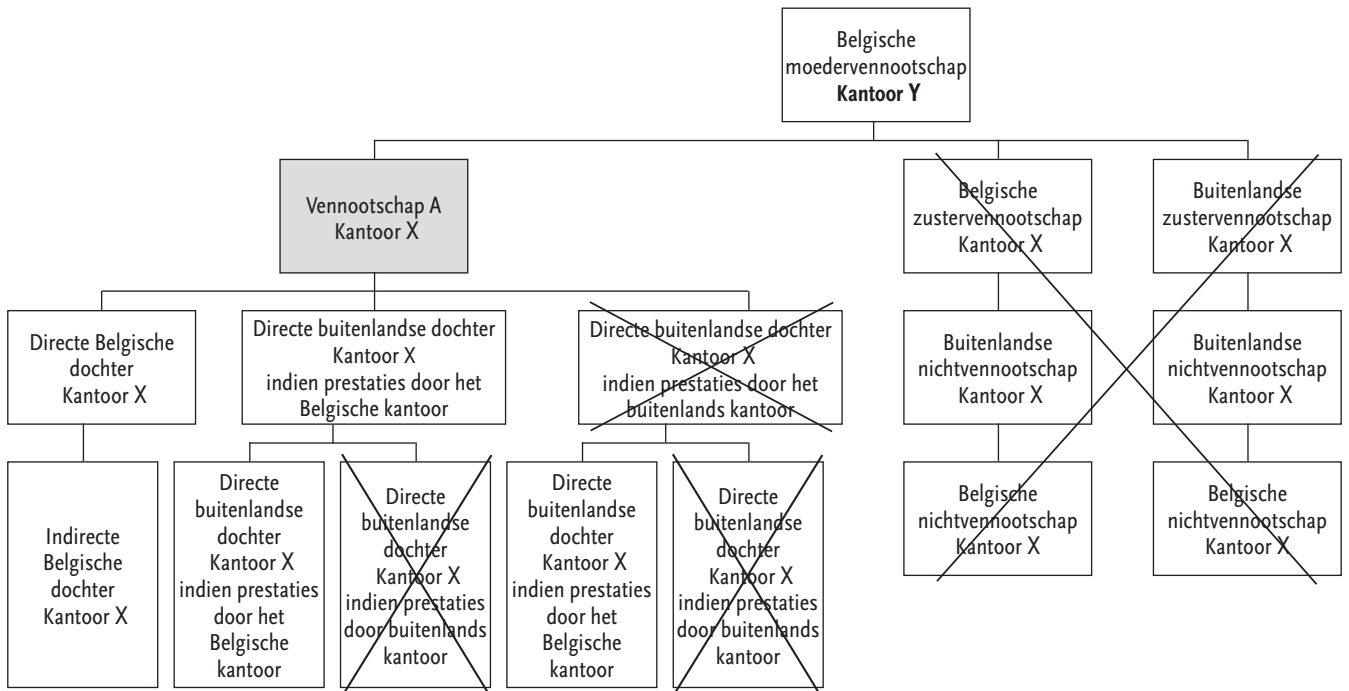 Belgische
moedervennootschap
Kantoor Y
Vennootschap A
Kantoor X
Belgische
zustervennootschap
Kantoor X
Buitenlandse
zustervennootschap
Kantoor X
Directe Belgische
dochter
Kantoor X
Directe buitenlandse dochter
Kantoor X
indien prestaties door het
Belgische kantoor
Directe buitenlandse dochter
Kantoor X
indien prestaties door het
buitenlands kantoor
Buitenlandse
nichtvennootschap
Kantoor X
Buitenlandse
nichtvennootschap
Kantoor X
Indirecte
Belgische
dochter
Kantoor X
Directe
buitenlandse
dochter
Kantoor X
indien prestaties
door het
Belgische
kantoor
Directe
buitenlandse
dochter
Kantoor X
indien prestaties
door buitenlands
kantoor
Directe
buitenlandse
dochter
Kantoor X
indien prestaties
door het
Belgische
kantoor
Directe
buitenlandse
dochter
Kantoor X
indien prestaties
door buitenlands
kantoor
Belgische
nichtvennootschap
Kantoor X
Belgische
nichtvennootschap
Kantoor X